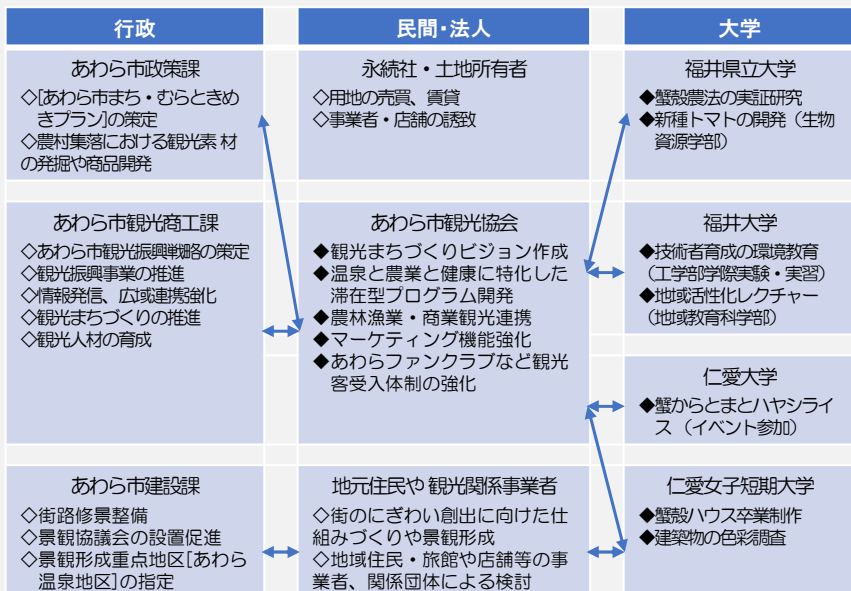 行政
民間・法人
大学
あわら市政策課
◇[あわら市まち・むらときめ
きプラン]の策定
◇農村集落における観光素 材
の発掘や商品開発
永続社・土地所有者
◇用地の売買、賃貸
◇事業者・店舗の誘致
福井県立大学
◆蟹殻農法の実証研究
◆新種トマトの開発（生物
資源学部）
あわら市観光商工課
◇あわら市観光振興戦略の策定
◇観光振興事業の推進
◇情報発信、広域連携強化
◇観光まちづくりの推進
◇観光人材の育成
あわら市観光協会
◆観光まちづくりビジョン作成
◆温泉と農業と健康に特化した
滞在型プログラム開発
◆農林漁業・商業観光連携
◆マーケティング機能強化
◆あわらファンクラブなど観光
客受入体制の強化
福井大学
◆技術者育成の環境教育
（工学部学際実験・実習）
◆地域活性化レクチャー
（地域教育科学部）
仁愛大学
◆蟹からとまとハヤシライ
ス （イベント参加）
あわら市建設課
◇街路修景整備
◇景観協議会の設置促進
◇景観形成重点地区[あわら
温泉地区]の指定
地元住民や 観光関係事業者
◇街のにぎわい創出に向けた仕
組みづくりや景観形成
◇地域住民・旅館や店舗等の事
業者、関係団体による検討
仁愛女子短期大学
◆蟹殻ハウス卒業制作
◆建築物の色彩調査